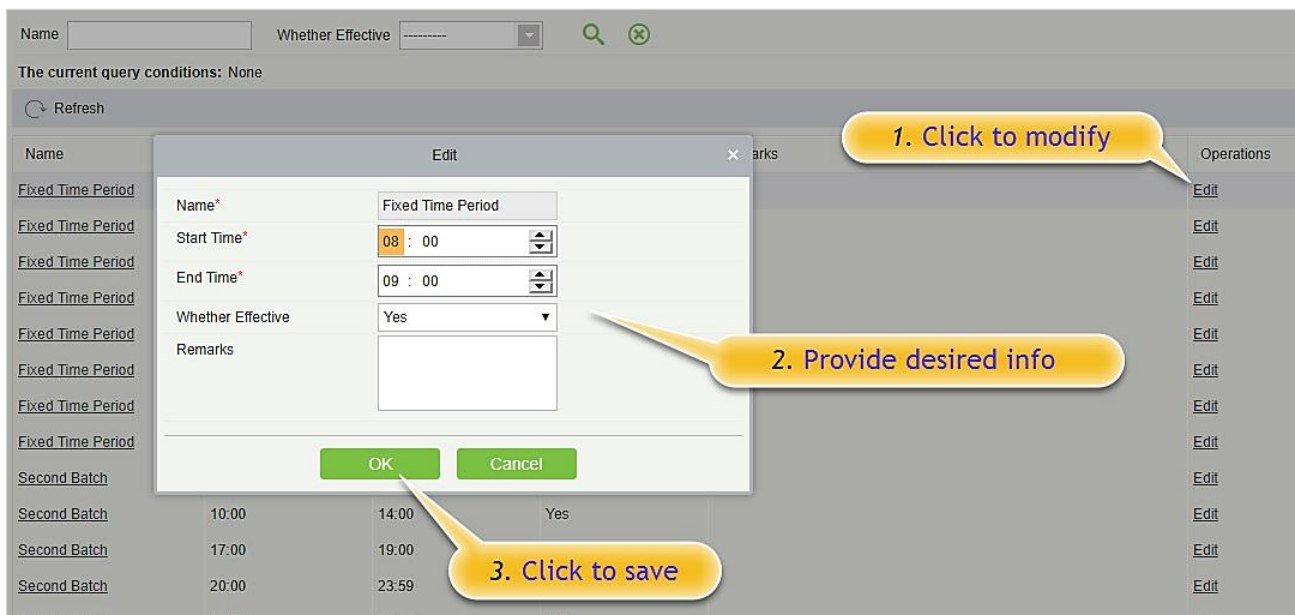 Name Whether Effective ---------
The current query conditions: None
Refresh
1. Click to modify
Name Edit × arks Operations
Fixed Time Period Edit
Name* Fixed Time Period
Fixed Time Period Edit
Start Time* 08 : 00
Fixed Time Period Edit
End Time* 09 : 00
Fixed Time Period Edit
Whether Effective Yes
Fixed Time Period Edit
Remarks
2. Provide desired info
Fixed Time Period Edit
Fixed Time Period Edit
Fixed Time Period Edit
OK Cancel
Second Batch Edit
Second Batch 10:00 14:00 Yes Edit
Second Batch 17:00 19:00 Edit
3. Click to save
Second Batch 20:00 23:59 Edit